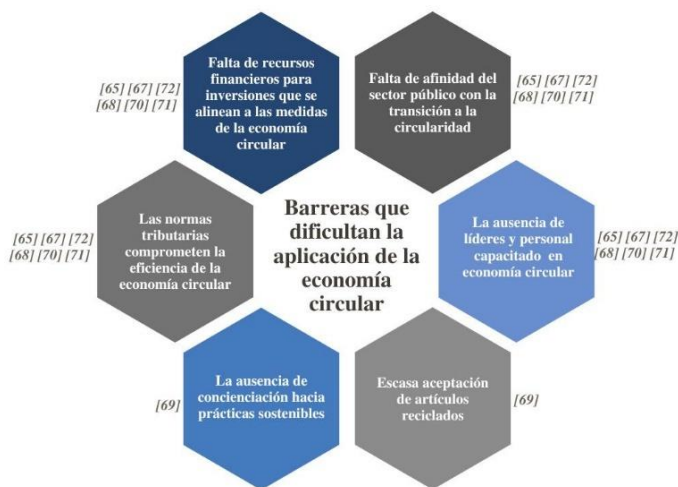 Falta de recursos
financieros para
inversiones que se
alinean a las medidas
de la economía
circular
[65] [67] [72]
[68] [70] [71]
Falta de afinidad del
sector público con la
transición a la
circularidad
[65] [67] [72]
[68] [70] [71]
Las normas
tributarias
comprometen la
eficiencia de la
economía circular
[65] [67] [72]
[68] [70] [71]
Barreras que
dificultan la
aplicación de la
economía
circular
La ausencia de
líderes y personal
capacitado en
economía circular
[65] [67] [72]
[68] [70] [71]
La ausencia de
concienciación hacia
prácticas sostenibles
[69]
Escasa aceptación
de artículos
reciclados
[69]